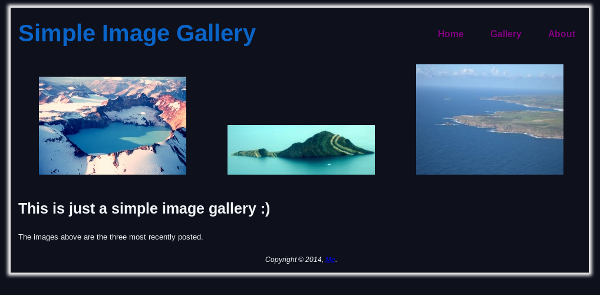 Simple Image Gallery
Home Gallery About
This is just a simple image gallery :)
The images above are the three most recently posted.
Copyright © 2014,